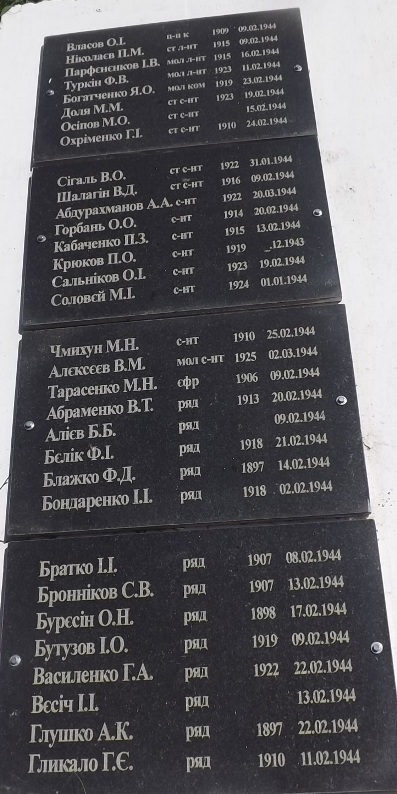 Власов О.І. п-п к 1909 09.02.1944
Ніколаєв П.М. ст л-нт 1915 09.02.1944
Парфєнєнков І.В. мол л-нт 1915 16.02.1944
Туркін Ф.В. мол л-нт 1923 11.02.1944
Богатченко Я.О. мол ком 1919 23.02.1944
Доля М.М. ст с-нт 1923 19.02.1944
Осіпов М.О. ст с-нт 15.02.1944
Охріменко Г.І. ст с-нт 1910 24.02.1944
Сігаль В.О. ст с-нт 1922 31.01.1944
Шалагін В.Д. ст с-нт 1916 09.02.1944
Абдурахманов А.А. с-нт 1922 20.03.1944
Горбань О.О. с-нт 1914 20.02.1944
Кабаченко П.З. с-нт 1915 13.02.1944
Крюков П.О. с-нт 1919 _.12.1943
Сальніков О.І. с-нт 1923 19.02.1944
Соловєй М.І. с-нт 1924 01.01.1944
Чмихун М.Н. с-нт 1910 25.02.1944
Алєксєєв В.М. мол с-нт 1925 02.03.1944
Тарасенко М.Н. єфр 1906 09.02.1944
Абраменко В.Т. ряд 1913 20.02.1944
Алієв Б.Б. ряд 09.02.1944
Бєлік Ф.І. ряд 1918 21.02.1944
Блажко Ф.Д. ряд 1897 14.02.1944
Бондаренко І.І. ряд 1918 02.02.1944
Братко І.І. ряд 1907 08.02.1944
Бронніков С.В. ряд 1907 13.02.1944
Бурєсін О.Н. ряд 1898 17.02.1944
Бутузов І.О. ряд 1919 09.02.1944
Василенко Г.А. ряд 1922 22.02.1944
Вєсіч І.І. ряд 13.02.1944
Глушко А.К. ряд 1897 22.02.1944
Гликало Г.Є. ряд 1910 11.02.1944